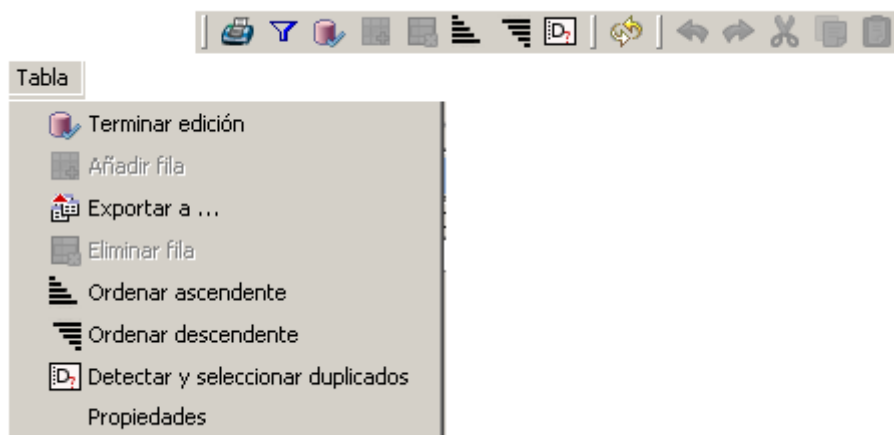 Tabla
Terminar edición
Añadir fila
Exportar a ...
Eliminar fila
Ordenar ascendente
Ordenar descendente
D? Detectar y seleccionar duplicados
Propiedades